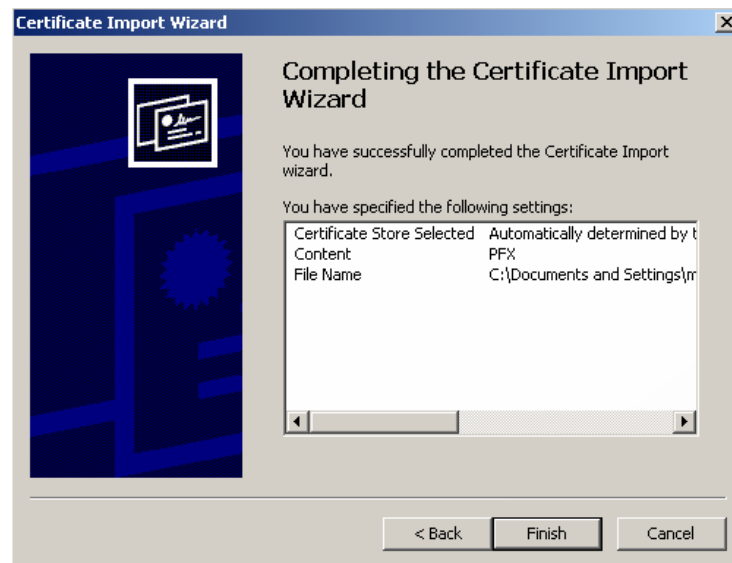 Certificate Import Wizard
Completing the Certificate Import
Wizard
You have successfully completed the Certificate Import
wizard.
You have specified the following settings:
Certificate Store Selected Automatically determined by t
Content PFX
File Name C:\Documents and Settings\m
< Back Finish Cancel